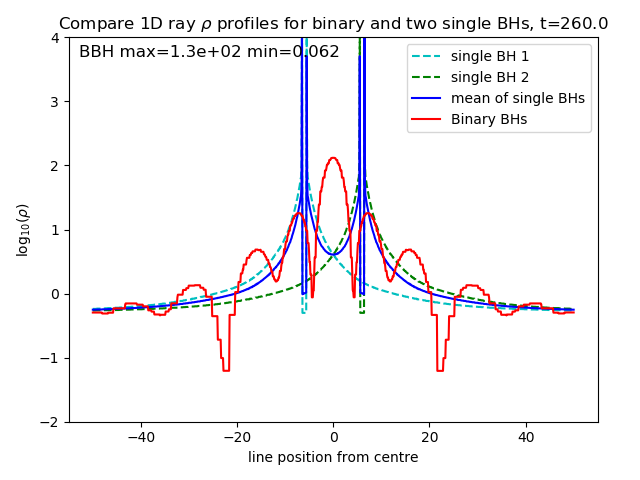 Compare 1D ray ρ profiles for binary and two single BHs, t=260.0
BBH max=1.3e+02 min=0.062
single BH 1
single BH 2
mean of single BHs
Binary BHs
log₁₀(ρ)
4
3
2
1
0
−1
−2
−40
−20
0
20
40
line position from centre